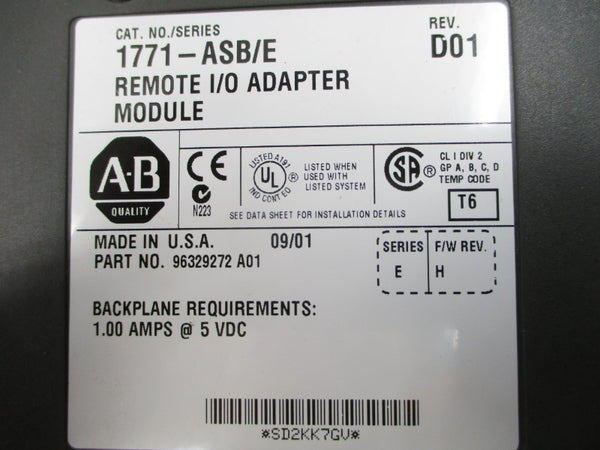 CAT. NO./SERIES
REV.
1771-ASB/E
D01
REMOTE I/O ADAPTER
MODULE
A-B
QUALITY
CE
N223
LISTED A197
UL
IND CONT EQ
®
LISTED WHEN
USED WITH
LISTED SYSTEM
SA
®
CL I DIV 2
GP A, B, C, D
TEMP CODE
T6
SEE DATA SHEET FOR INSTALLATION DETAILS
MADE IN U.S.A. 09/01
PART NO. 96329272 A01
SERIES F/W REV.
E H
BACKPLANE REQUIREMENTS:
1.00 AMPS @ 5 VDC
*SD2KK7GV*